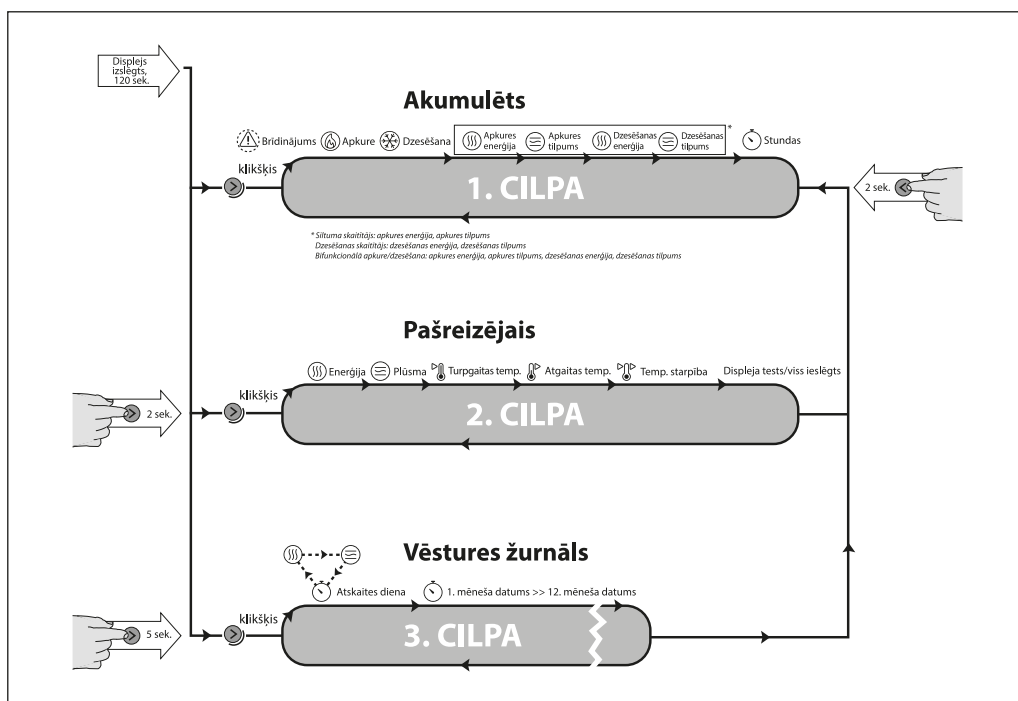 Displejs
izslēgts,
120 sek.
Akumulēts
Brīdinājums
Apkure
Dzesēšana
Apkures
enerģija
Apkures
tilpums
Dzesēšanas
enerģija
Dzesēšanas
tilpums
*
Stundas
klikšķis
1. CILPA
2 sek.
* Siltuma skaitītājs: apkures enerģija, apkures tilpums
Dzesēšanas skaitītājs: dzesēšanas enerģija, dzesēšanas tilpums
Bifunkcionālā apkure/dzesēšana: apkures enerģija, apkures tilpums, dzesēšanas enerģija, dzesēšanas tilpums
Pašreizējais
Enerģija
Plūsma
Turpgaitas temp.
Atgaitas temp.
Temp. starpība
Displeja tests/viss ieslēgts
klikšķis
2 sek.
2. CILPA
Vēstures žurnāls
Atskaites diena
1. mēneša datums >> 12. mēneša datums
klikšķis
5 sek.
3. CILPA